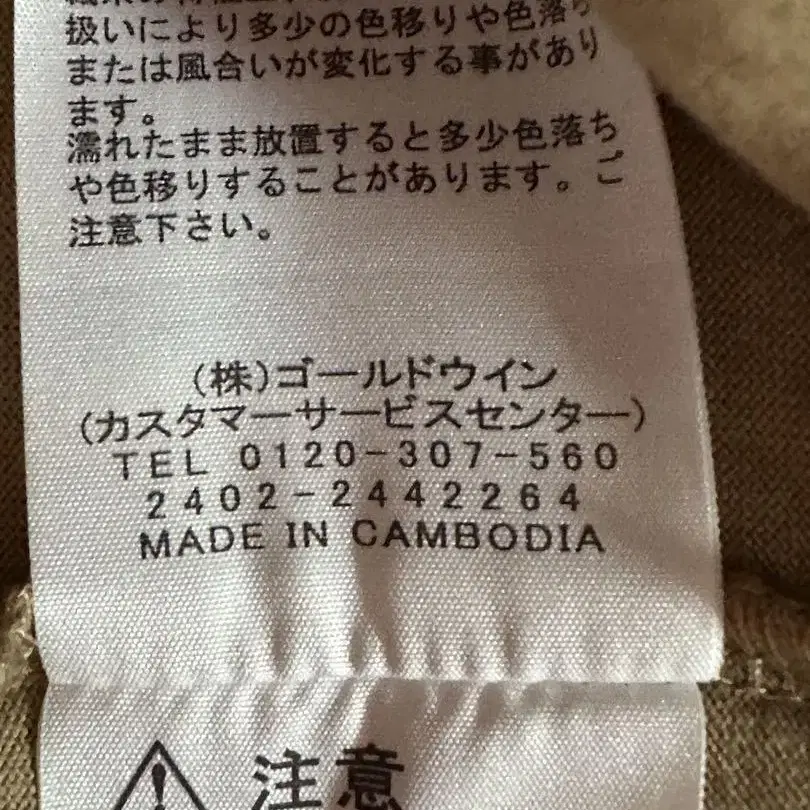 扱いにより多少の色移りや色落ち
または風合いが変化する事があり
ます。
濡れたまま放置すると多少色落ち
や色移りすることがあります。ご
注意下さい。
(株)ゴールドウイン
(カスタマーサービスセンター)
TEL 0120-307-560
2402-2442264
MADE IN CAMBODIA
注意